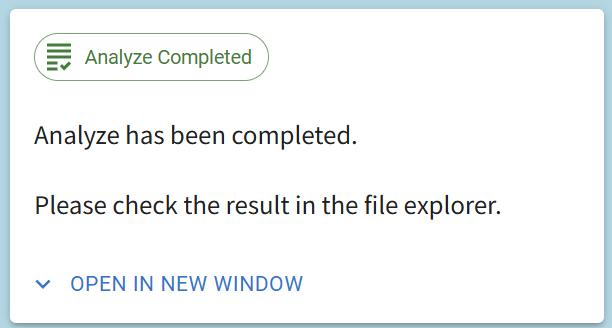 Analyze Completed
Analyze has been completed.
Please check the result in the file explorer.
OPEN IN NEW WINDOW